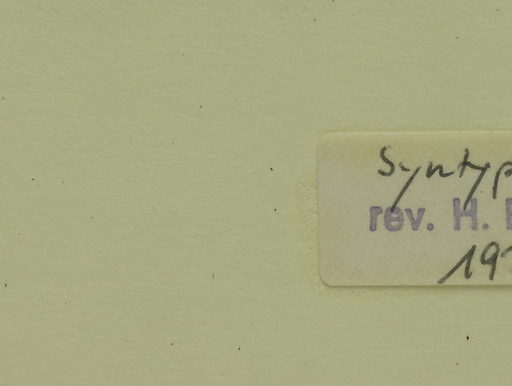 Syntyp
rev. H.
19